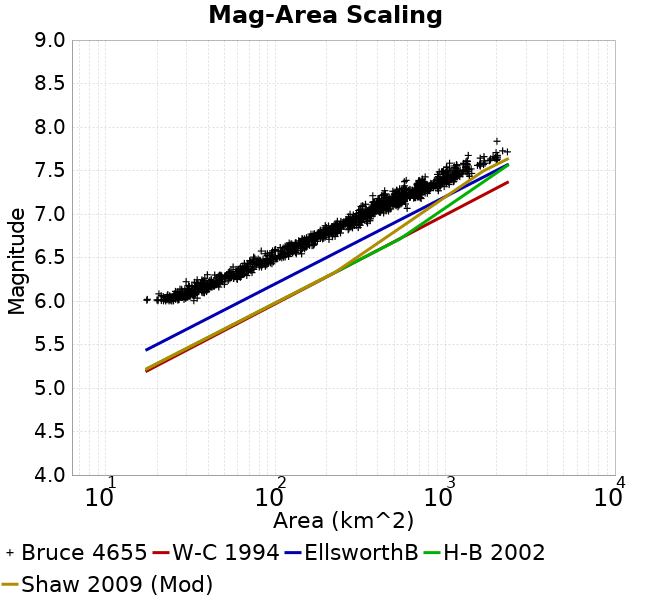 Mag-Area Scaling
Magnitude
9.0
8.5
8.0
7.5
7.0
6.5
6.0
5.5
5.0
4.5
4.0
10^1 10^2 10^3 10^4
Area (km^2)
Bruce 4655 W-C 1994 EllsworthB H-B 2002
Shaw 2009 (Mod)